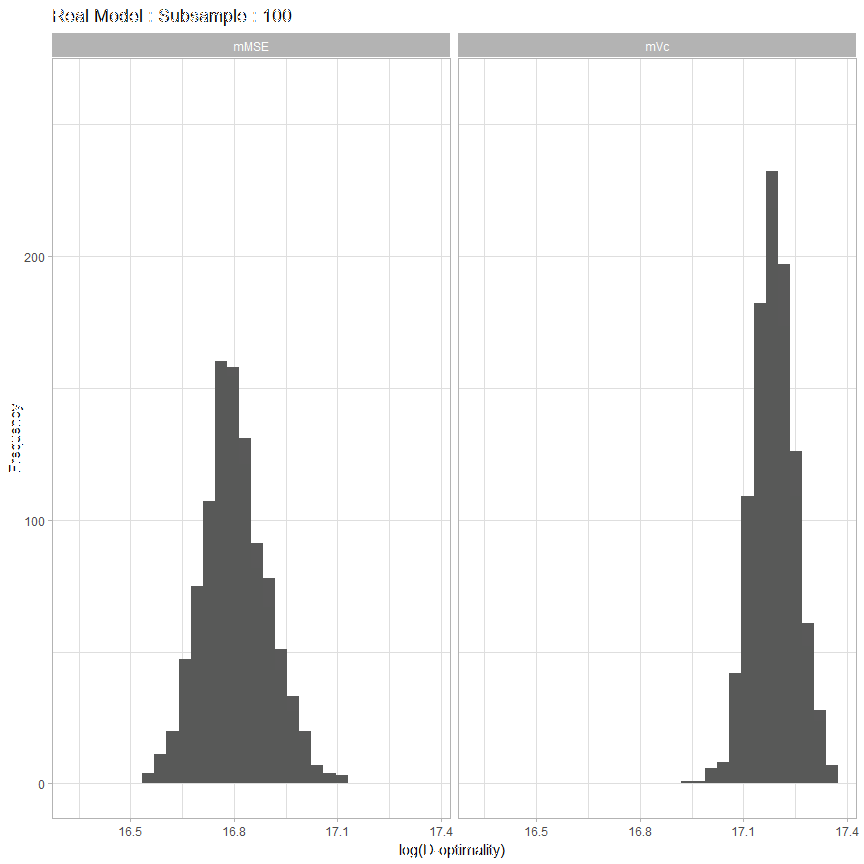 Real Model : Subsample : 100
mMSE mVc
200
100
0
Frequency
16.5 16.8 17.1 17.4 16.5 16.8 17.1 17.4
log(D-optimality)